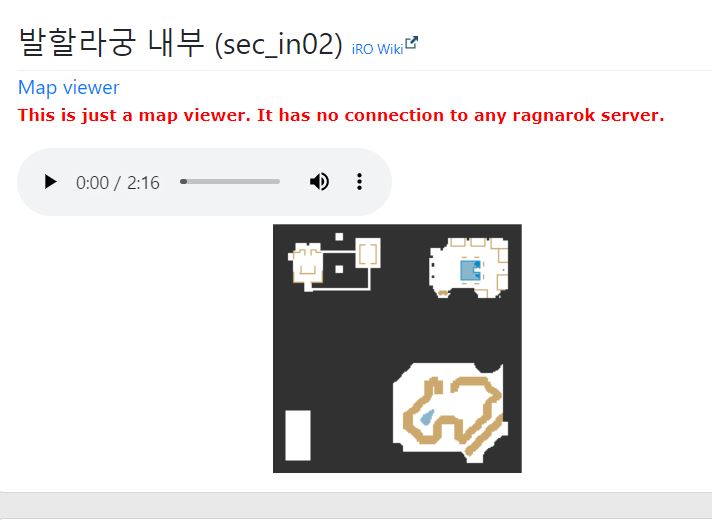 발할라궁 내부 (sec_in02) iRO Wiki
Map viewer
This is just a map viewer. It has no connection to any ragnarok server.
0:00 / 2:16